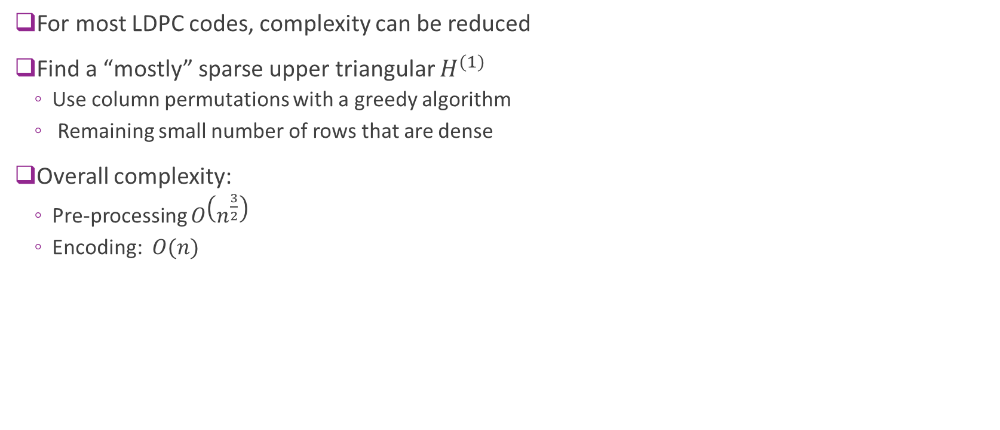 ❑For most LDPC codes, complexity can be reduced
❑Find a “mostly” sparse upper triangular $H^{(1)}$
◦ Use column permutations with a greedy algorithm
◦ Remaining small number of rows that are dense
❑Overall complexity:
◦ Pre-processing $O\left(n^{\frac{3}{2}}\right)$
◦ Encoding: $O(n)$